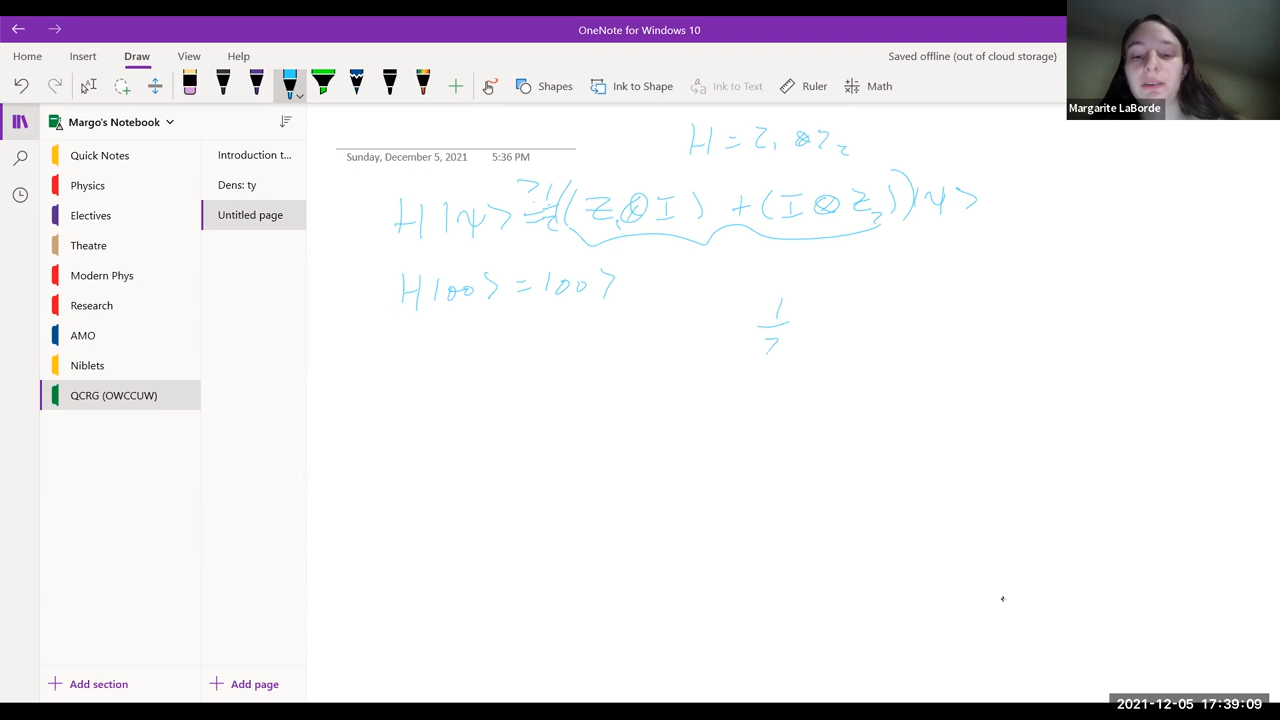 OneNote for Windows 10
Home Insert Draw View Help
Saved offline (out of cloud storage)
Shapes Ink to Shape Ink to Text Ruler Math
Margarite LaBorde
Margo's Notebook
Quick Notes
Physics
Electives
Theatre
Modern Phys
Research
AMO
Niblets
QCRG (OWCCUW)
Introduction t...
Dens: ty
Untitled page
Sunday, December 5, 2021 5:36 PM
H = Z₁ ⊗ Z₂
H|ψ> = ((Z₁ ⊗ I) + (I ⊗ Z₂))|ψ>
H|00> = |00>
1
2
Add section
Add page
2021-12-05 17:39:09